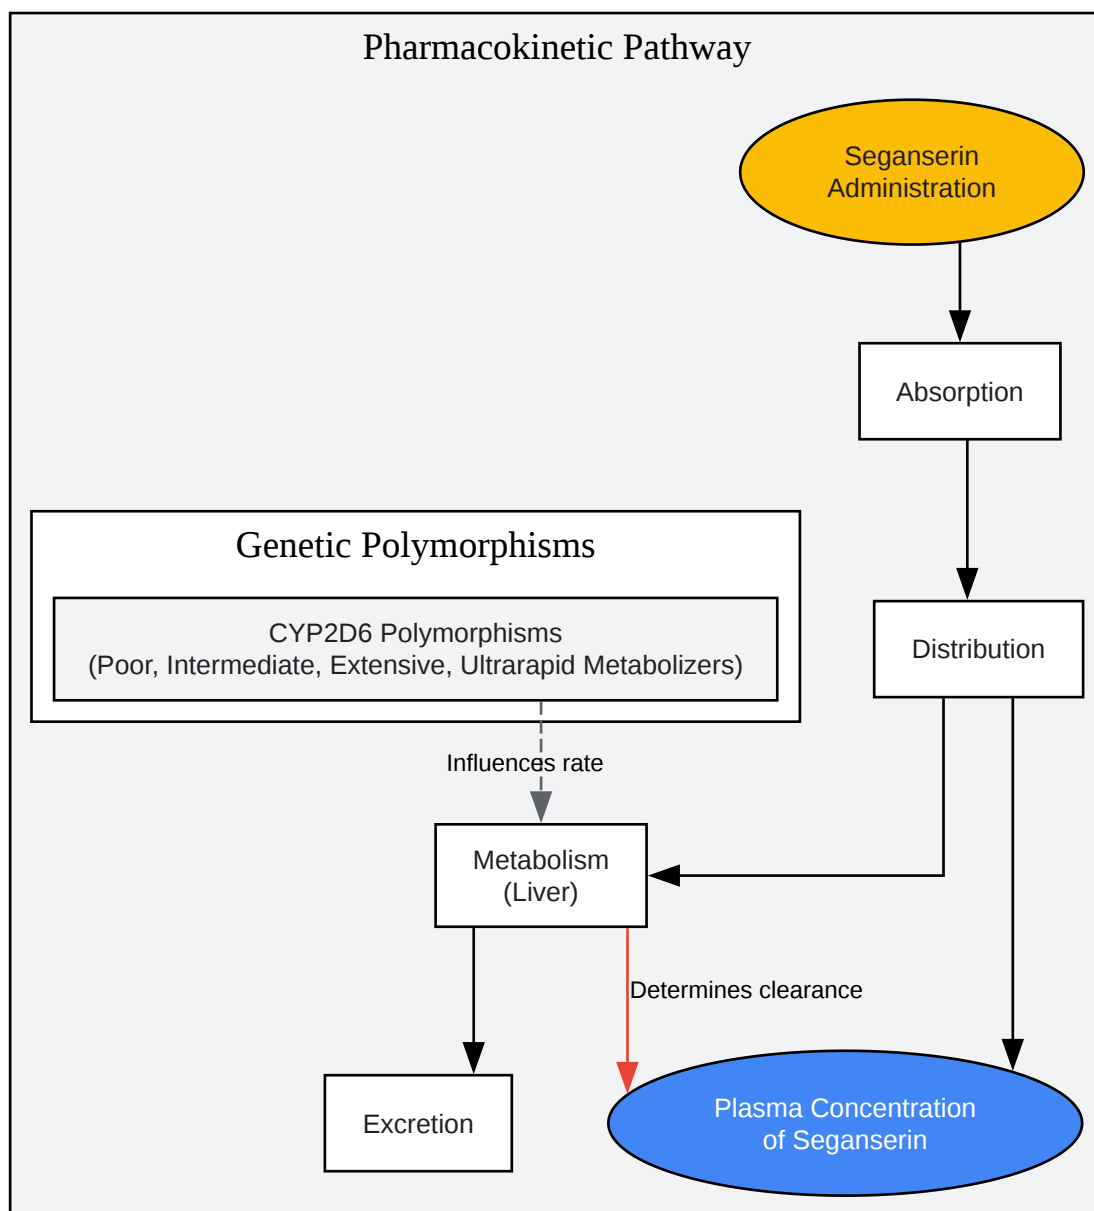 Pharmacokinetic Pathway
Seganserin
Administration
Absorption
Genetic Polymorphisms
CYP2D6 Polymorphisms
(Poor, Intermediate, Extensive, Ultrarapid Metabolizers)
Distribution
Influences rate
Metabolism
(Liver)
Determines clearance
Excretion
Plasma Concentration
of Seganserin